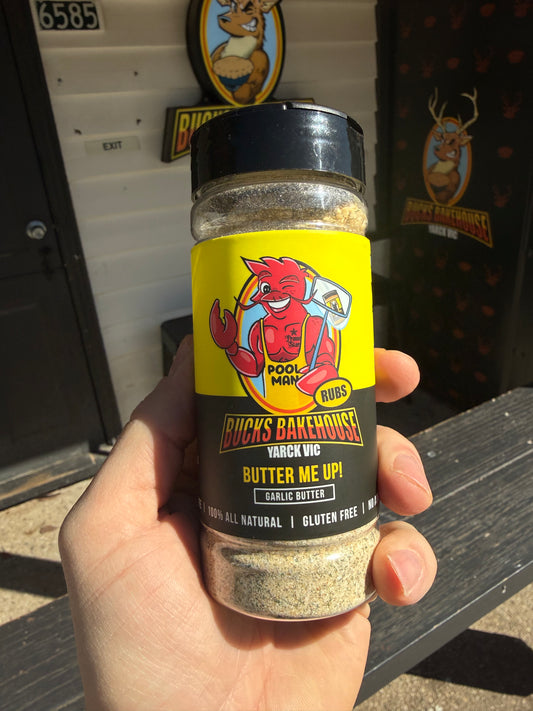 6585
EXIT
BUCKS BAKEHOUSE
YARCK VIC
POOL
MAN
RUBS
BUCKS BAKEHOUSE
YARCK VIC
BUTTER ME UP!
GARLIC BUTTER
100% ALL NATURAL | GLUTEN FREE |